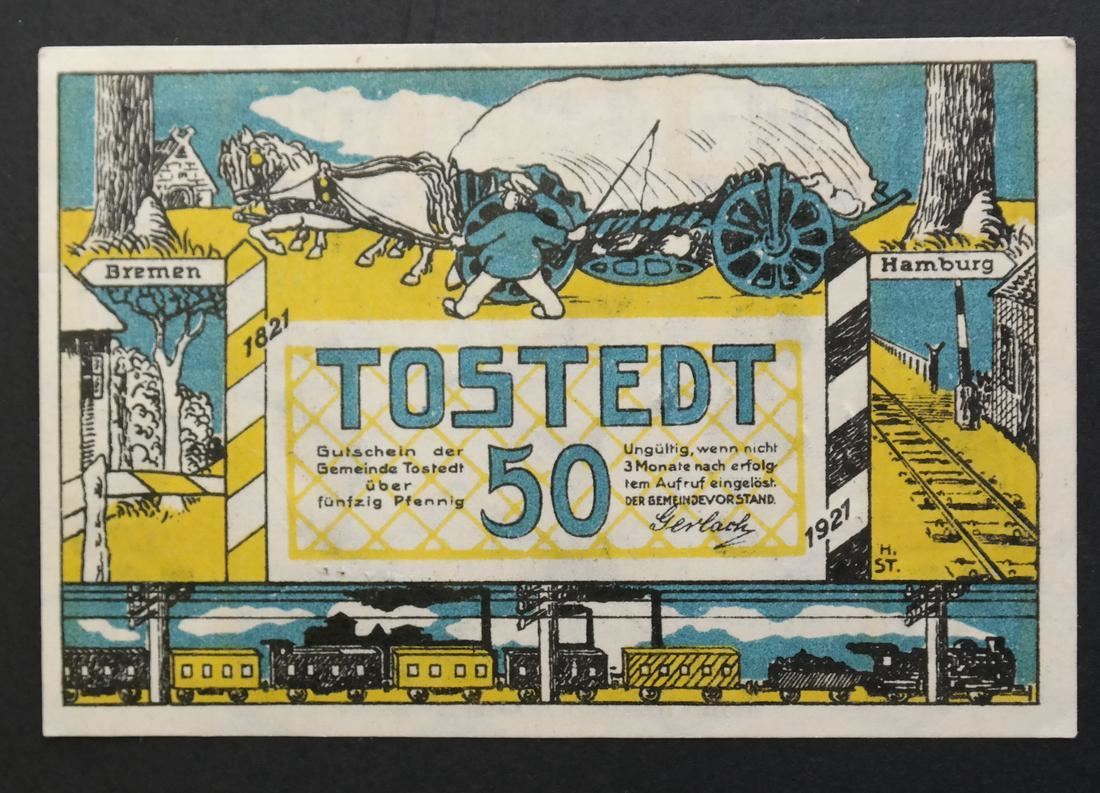 Bremen
Hamburg
1821
TOSTEDT
Gutschein der
Gemeinde Tostedt
über
fünfzig Pfennig
50
Ungültig, wenn nicht
3 Monate nach erfolg-
tem Aufruf eingelöst.
DER GEMEINDEVORSTAND.
Gerlach
1921
H.
ST.